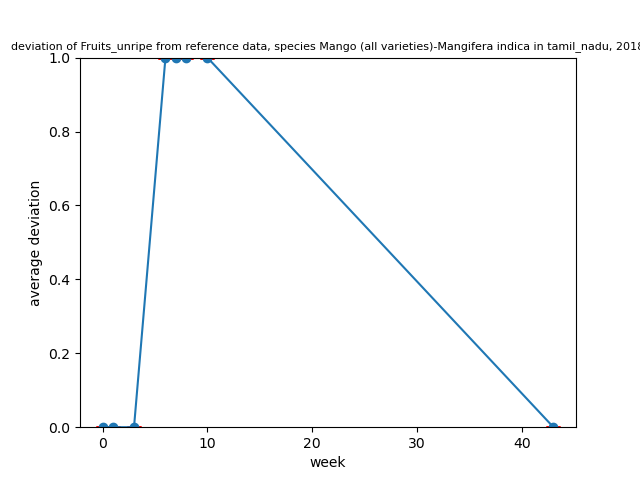 deviation of Fruits_unripe from reference data, species Mango (all varieties)-Mangifera indica in tamil_nadu, 2018
1.0
0.8
0.6
0.4
0.2
0.0
average deviation
0 10 20 30 40
week